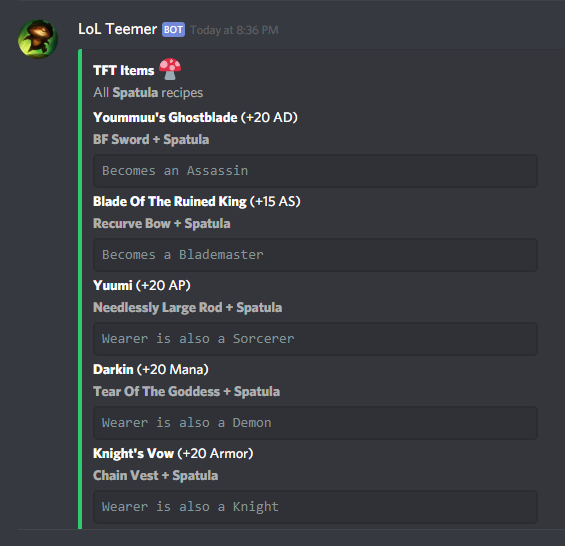 LoL Teemer BOT Today at 8:36 PM
TFT Items
All Spatula recipes
Yoummuu's Ghostblade (+20 AD)
BF Sword + Spatula
Becomes an Assassin
Blade Of The Ruined King (+15 AS)
Recurve Bow + Spatula
Becomes a Blademaster
Yuumi (+20 AP)
Needlessly Large Rod + Spatula
Wearer is also a Sorcerer
Darkin (+20 Mana)
Tear Of The Goddess + Spatula
Wearer is also a Demon
Knight's Vow (+20 Armor)
Chain Vest + Spatula
Wearer is also a Knight